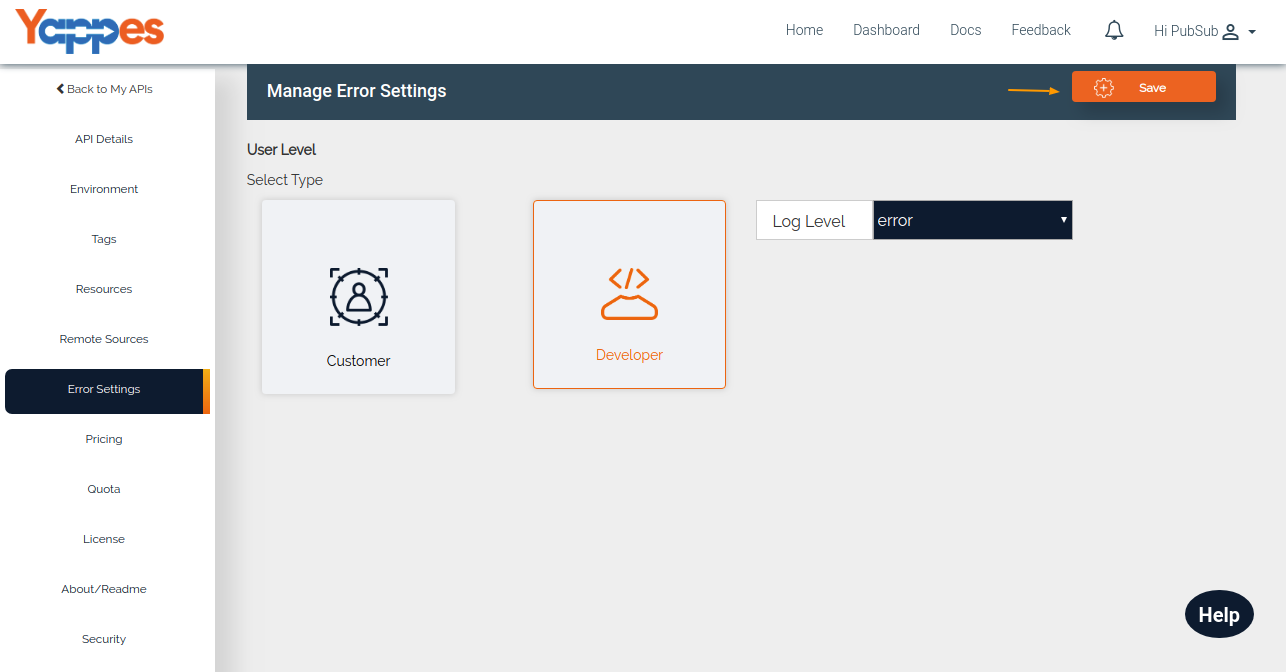 Yappes
Home Dashboard Docs Feedback Hi PubSub
Back to My APIs
API Details
Environment
Tags
Resources
Remote Sources
Error Settings
Pricing
Quota
License
About/Readme
Security
Manage Error Settings
Save
User Level
Select Type
Customer
Developer
Log Level error
Help